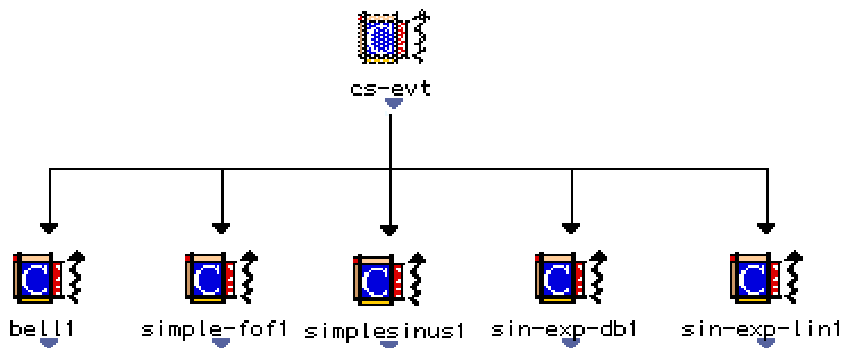 cs-evt
bell1
simple-fof1
simplesinus1
sin-exp-db1
sin-exp-lin1